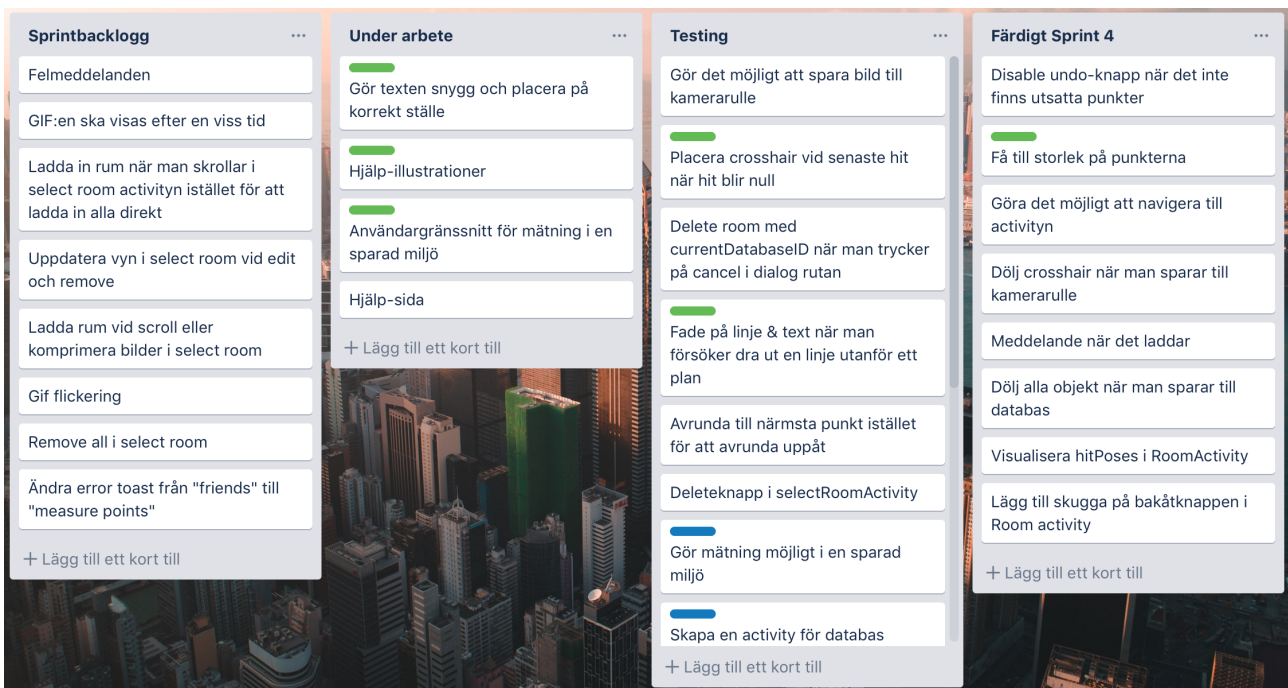 Sprintbacklogg
Felmeddelanden
GIF:en ska visas efter en viss tid
Ladda in rum när man skrollar i
select room activityn istället för att
ladda in alla direkt
Uppdatera vyn i select room vid edit
och remove
Ladda rum vid scroll eller
komprimera bilder i select room
Gif flickering
Remove all i select room
Ändra error toast från "friends" till
"measure points"
+ Lägg till ett kort till
Under arbete
Gör texten snygg och placera på
korrekt ställe
Hjälp-illustrationer
Användargränssnitt för mätning i en
sparad miljö
Hjälp-sida
+ Lägg till ett kort till
Testing
Gör det möjligt att spara bild till
kamerarulle
Placera crosshair vid senaste hit
när hit blir null
Delete room med
currentDatabaseID när man trycker
på cancel i dialog rutan
Fade på linje & text när man
försöker dra ut en linje utanför ett
plan
Avrunda till närmsta punkt istället
för att avrunda uppåt
Deleteknapp i selectRoomActivity
Gör mätning möjligt i en sparad
miljö
Skapa en activity för databas
+ Lägg till ett kort till
Färdigt Sprint 4
Disable undo-knapp när det inte
finns utsatta punkter
Få till storlek på punkterna
Göra det möjligt att navigera till
activityn
Dölj crosshair när man sparar till
kamerarulle
Meddelande när det laddar
Dölj alla objekt när man sparar till
databas
Visualisera hitPoses i RoomActivity
Lägg till skugga på bakåtknappen i
Room activity
+ Lägg till ett kort till